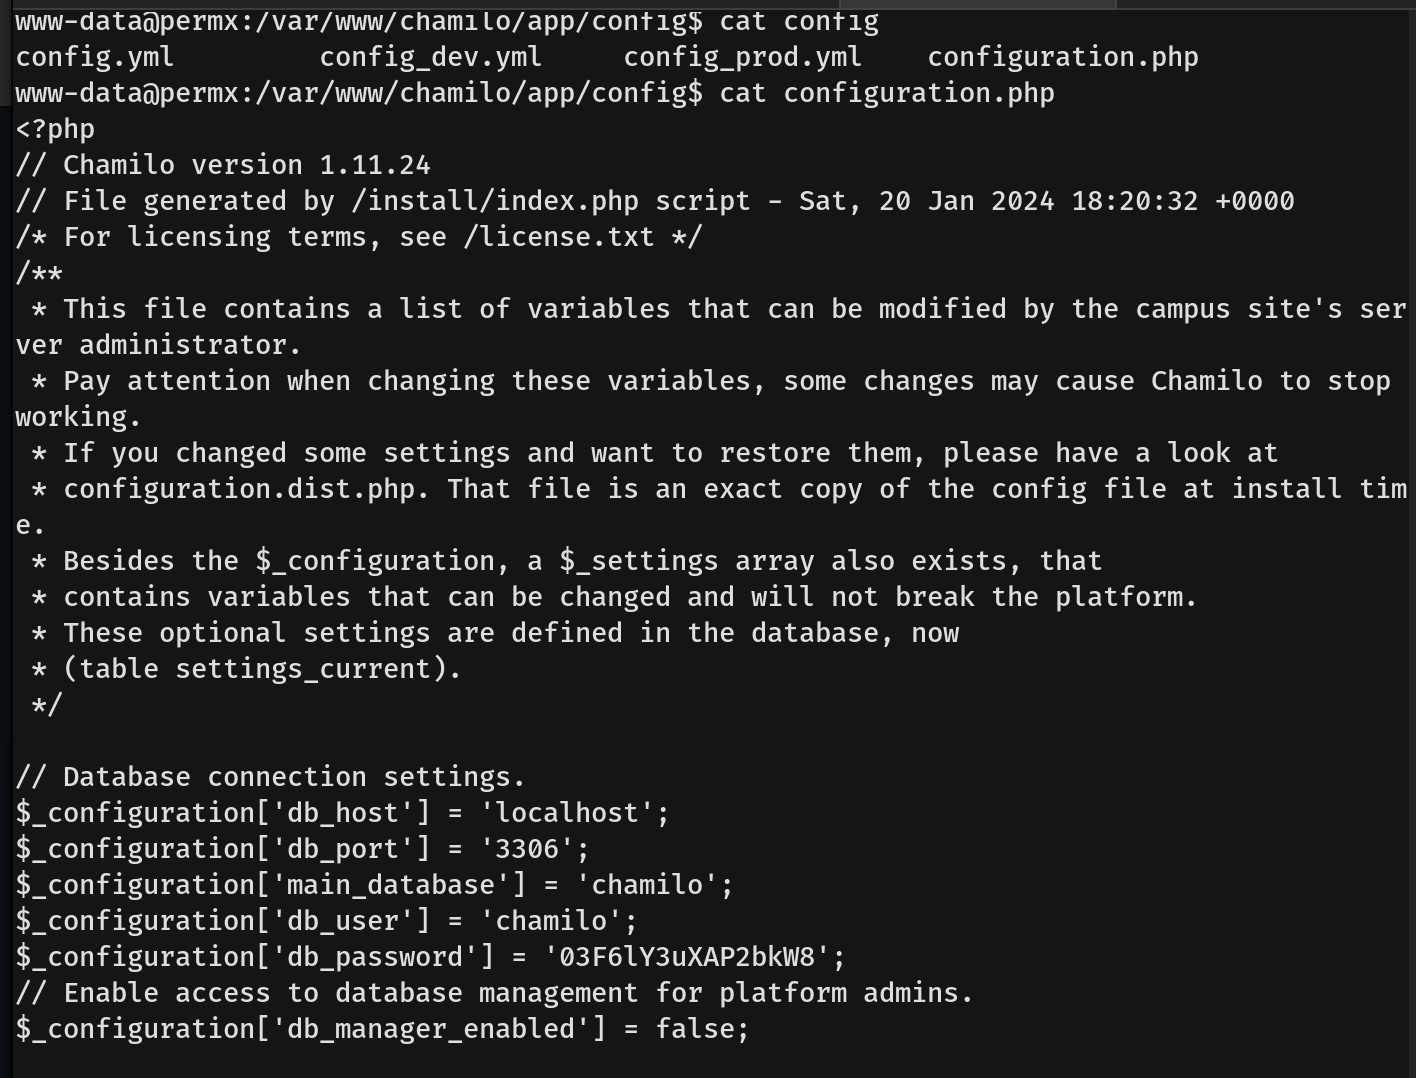 www-data@permx:/var/www/chamilo/app/config$ cat config
config.yml         config_dev.yml     config_prod.yml    configuration.php
www-data@permx:/var/www/chamilo/app/config$ cat configuration.php
<?php
// Chamilo version 1.11.24
// File generated by /install/index.php script - Sat, 20 Jan 2024 18:20:32 +0000
/* For licensing terms, see /license.txt */
/**
 * This file contains a list of variables that can be modified by the campus site's ser
ver administrator.
 * Pay attention when changing these variables, some changes may cause Chamilo to stop
working.
 * If you changed some settings and want to restore them, please have a look at
 * configuration.dist.php. That file is an exact copy of the config file at install tim
e.
 * Besides the $_configuration, a $_settings array also exists, that
 * contains variables that can be changed and will not break the platform.
 * These optional settings are defined in the database, now
 * (table settings_current).
 */

// Database connection settings.
$_configuration['db_host'] = 'localhost';
$_configuration['db_port'] = '3306';
$_configuration['main_database'] = 'chamilo';
$_configuration['db_user'] = 'chamilo';
$_configuration['db_password'] = '03F6lY3uXAP2bkW8';
// Enable access to database management for platform admins.
$_configuration['db_manager_enabled'] = false;